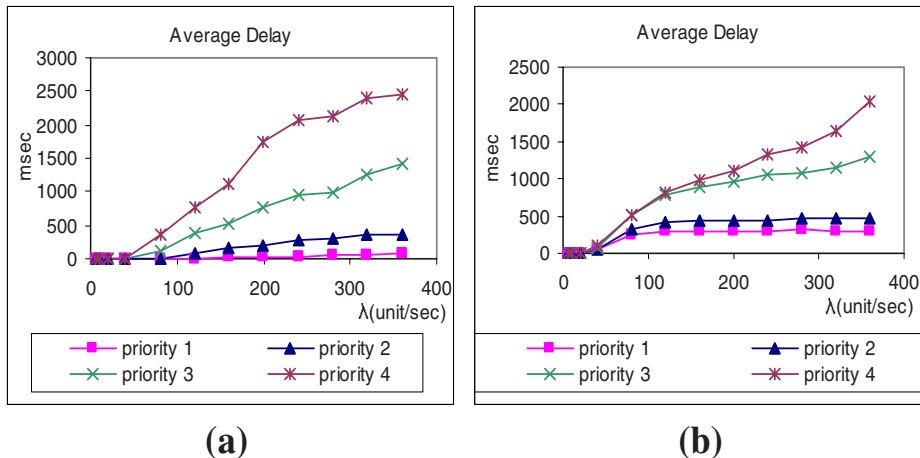 Average Delay
3000
2500
2000
1500
1000
500
0
msec
0 100 200 300 400
λ(unit/sec)
priority 1 priority 2
priority 3 priority 4
(a)
Average Delay
2500
2000
1500
1000
500
0
msec
0 100 200 300 400
λ(unit/sec)
priority 1 priority 2
priority 3 priority 4
(b)